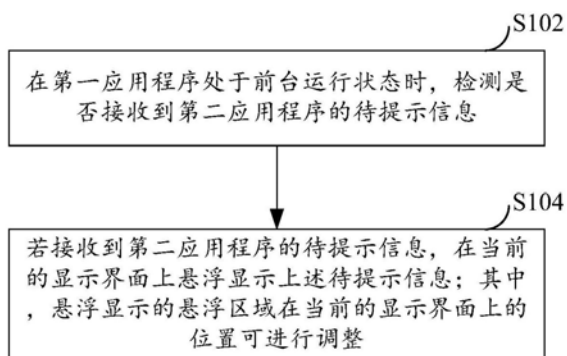 S102
在第一应用程序处于前台运行状态时，检测是
否接收到第二应用程序的待提示信息
S104
若接收到第二应用程序的待提示信息，在当前
的显示界面上悬浮显示上述待提示信息；其中
，悬浮显示的悬浮区域在当前的显示界面上的
位置可进行调整